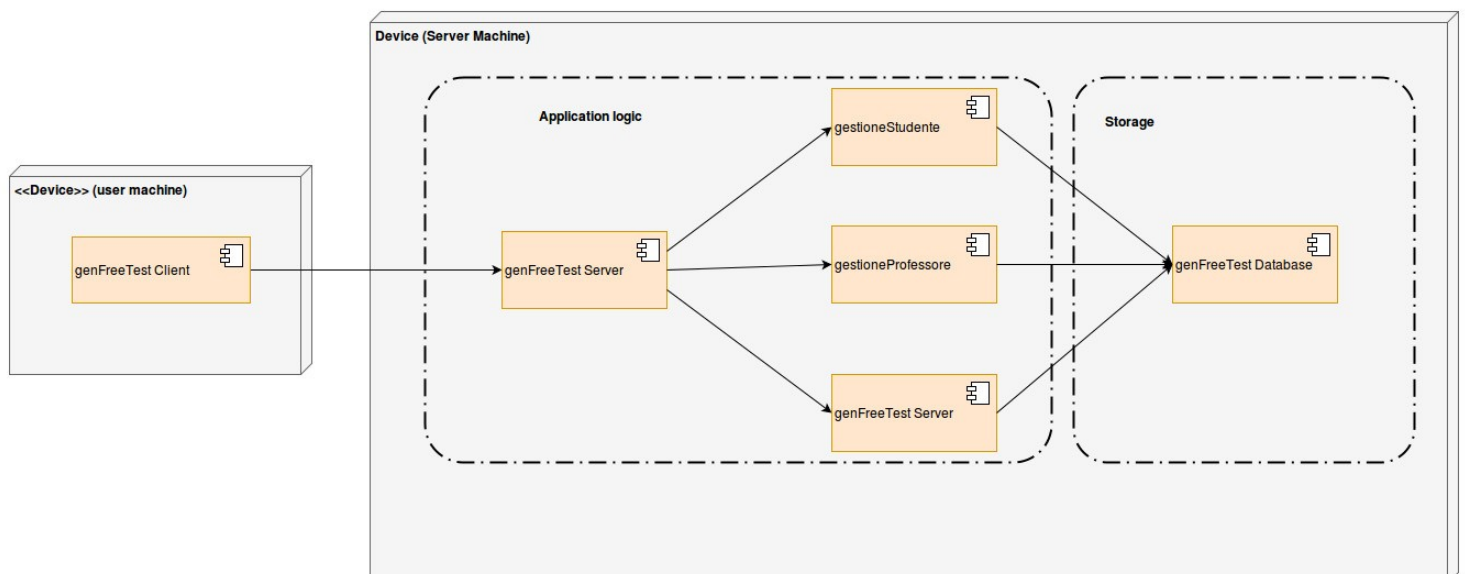 Device (Server Machine)
Application logic
gestioneStudente
Storage
<<Device>> (user machine)
genFreeTest Client
genFreeTest Server
gestioneProfessore
genFreeTest Database
genFreeTest Server